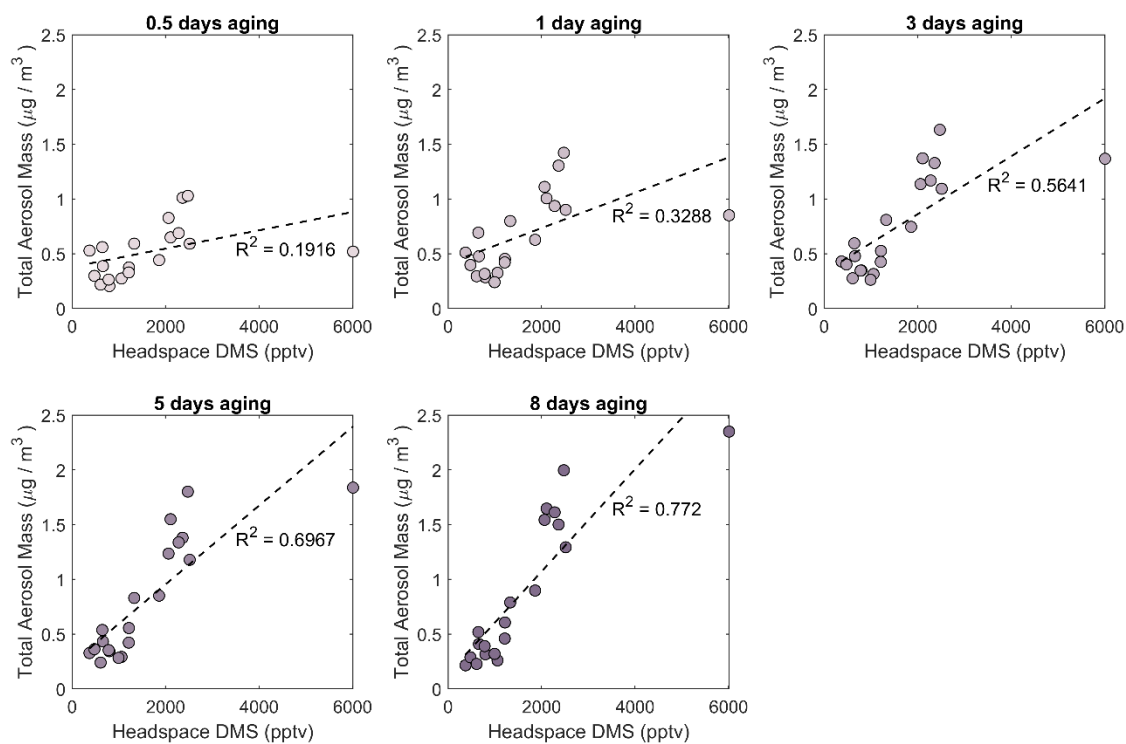 0.5 days aging
2.5
2
1.5
1
0.5
0
Total Aerosol Mass (μg / m³)
R² = 0.1916
0 2000 4000 6000
Headspace DMS (pptv)
1 day aging
2.5
2
1.5
1
0.5
0
Total Aerosol Mass (μg / m³)
R² = 0.3288
0 2000 4000 6000
Headspace DMS (pptv)
3 days aging
2.5
2
1.5
1
0.5
0
Total Aerosol Mass (μg / m³)
R² = 0.5641
0 2000 4000 6000
Headspace DMS (pptv)
5 days aging
2.5
2
1.5
1
0.5
0
Total Aerosol Mass (μg / m³)
R² = 0.6967
0 2000 4000 6000
Headspace DMS (pptv)
8 days aging
2.5
2
1.5
1
0.5
0
Total Aerosol Mass (μg / m³)
R² = 0.772
0 2000 4000 6000
Headspace DMS (pptv)